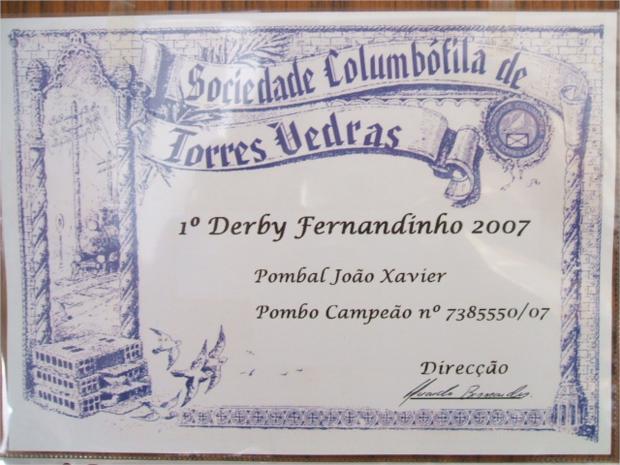 Sociedade Columbófila de
Torres Vedras
1º Derby Fernandinho 2007
Pombal João Xavier
Pombo Campeão nº 7385550/07
Direcção